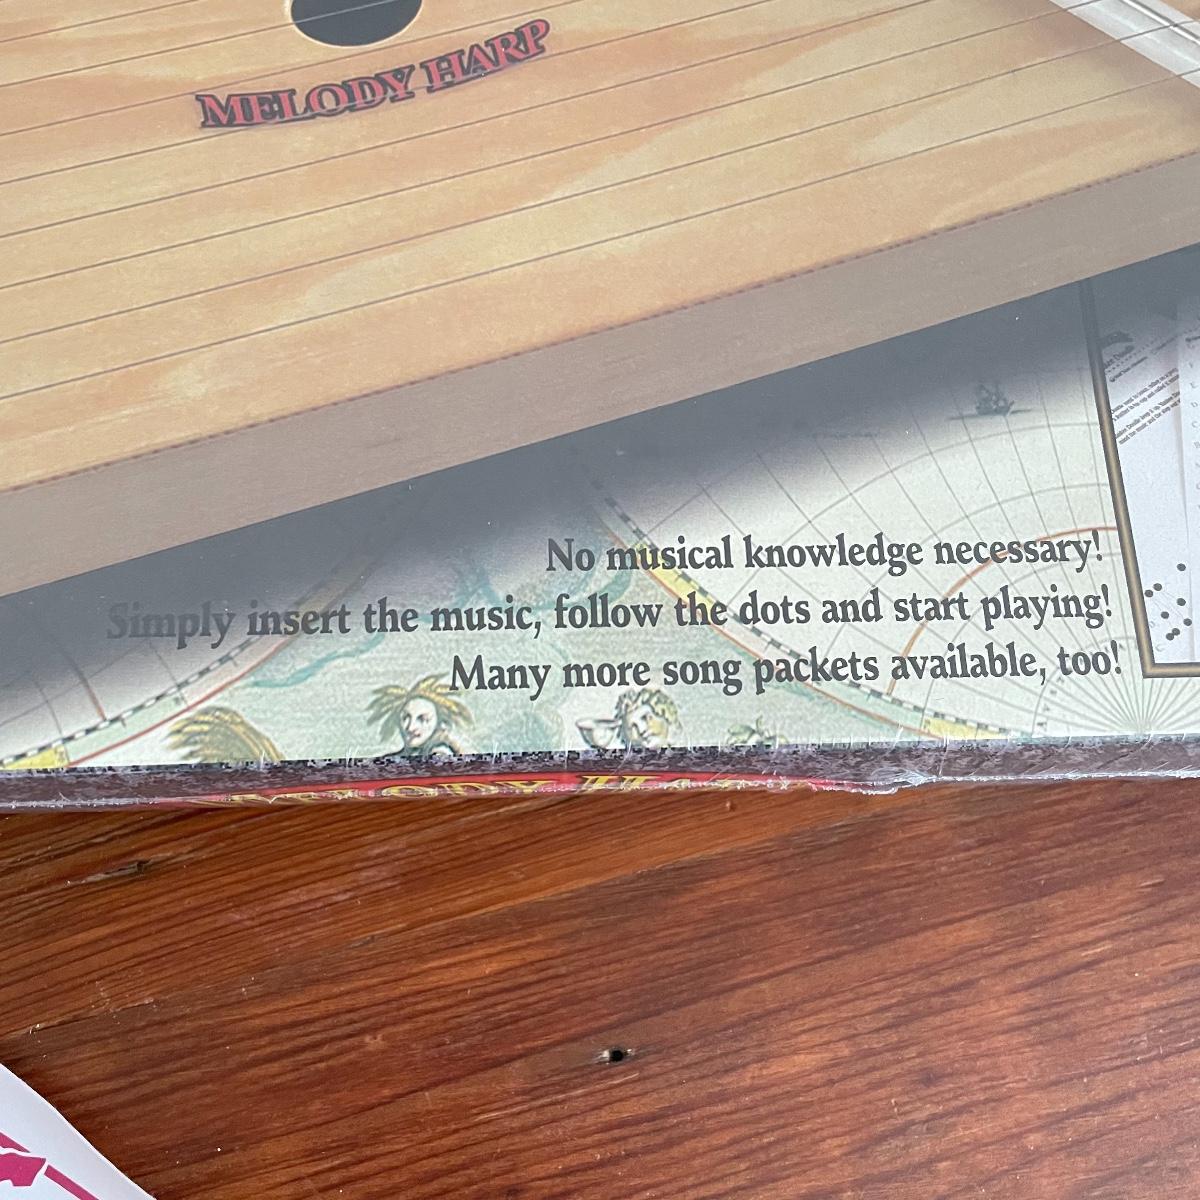 MELODY HARP
No musical knowledge necessary!
Simply insert the music, follow the dots and start playing!
Many more song packets available, too!
MELODY